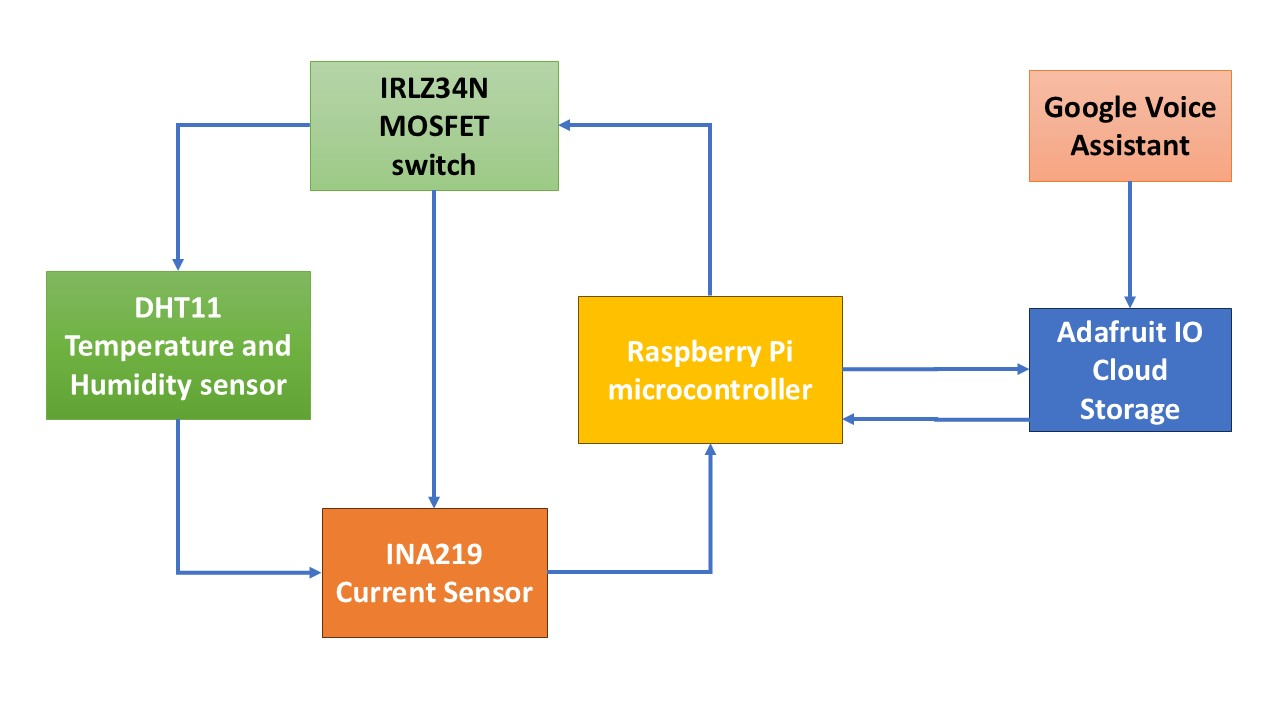 IRLZ34N
MOSFET
switch
Google Voice
Assistant
DHT11
Temperature and
Humidity sensor
Raspberry Pi
microcontroller
Adafruit IO
Cloud
Storage
INA219
Current Sensor